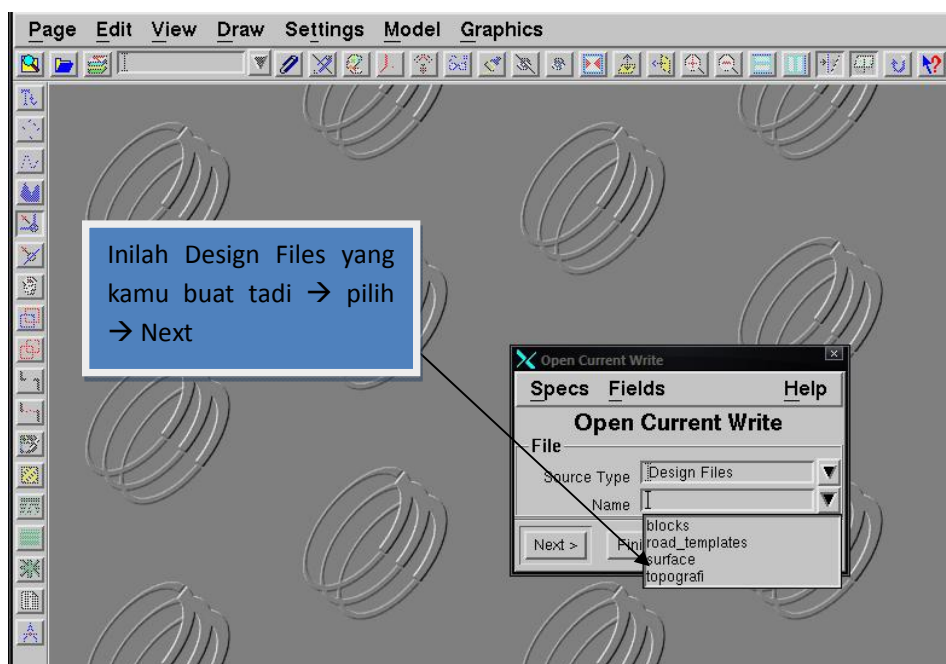 Page Edit View Draw Settings Model Graphics
Inilah Design Files yang
kamu buat tadi → pilih
→ Next
Open Current Write
Specs Fields Help
Open Current Write
File
Source Type Design Files
Name
blocks
road_templates
surface
topografi
Next > Fini